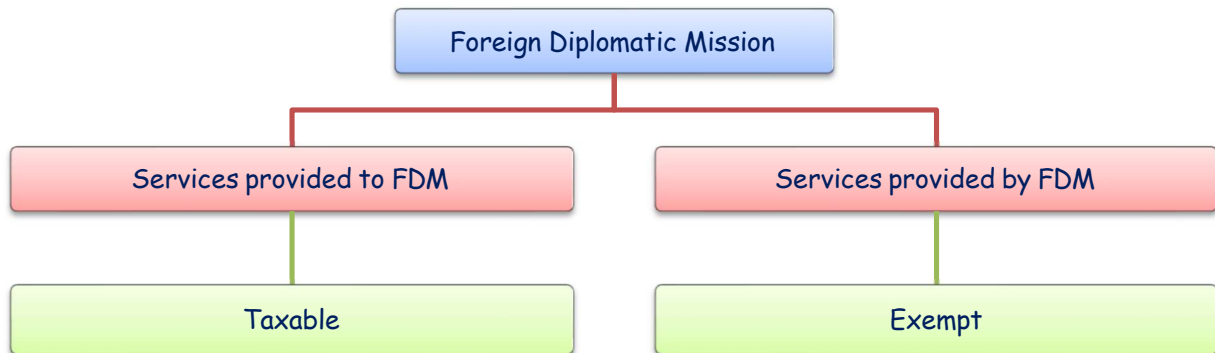 Foreign Diplomatic Mission
Services provided to FDM
Services provided by FDM
Taxable
Exempt